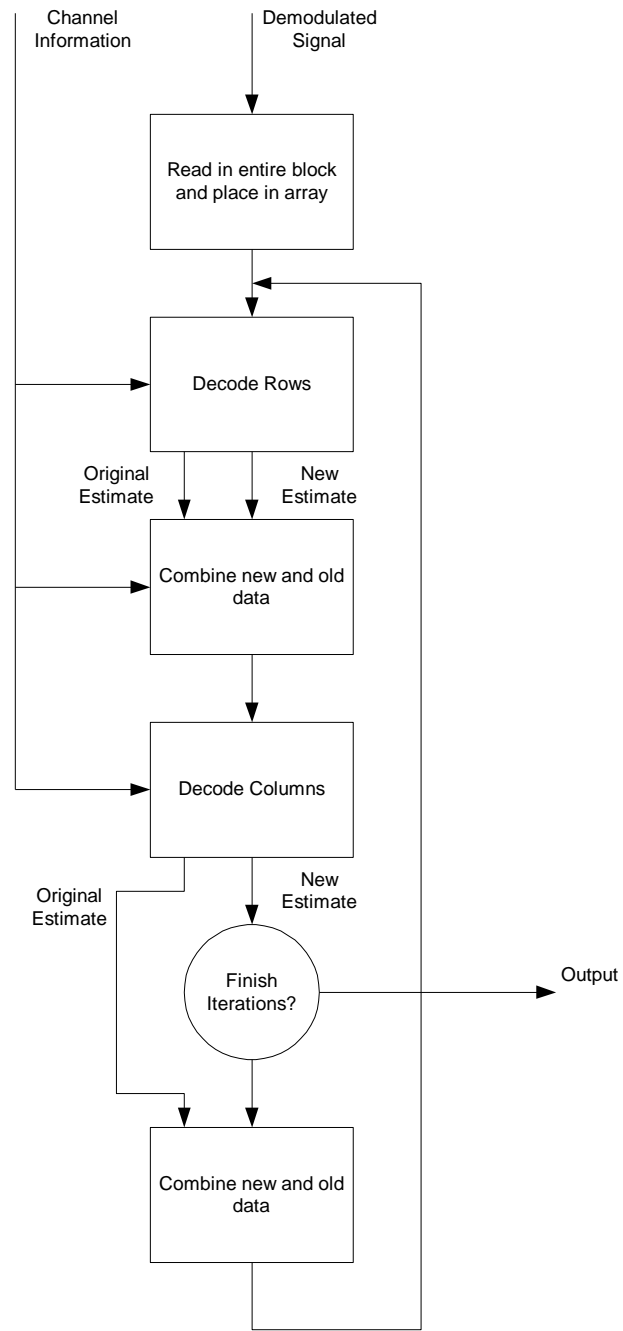 Channel
Information
Demodulated
Signal
Read in entire block
and place in array
Decode Rows
Original
Estimate
New
Estimate
Combine new and old
data
Decode Columns
Original
Estimate
New
Estimate
Finish
Iterations?
Output
Combine new and old
data